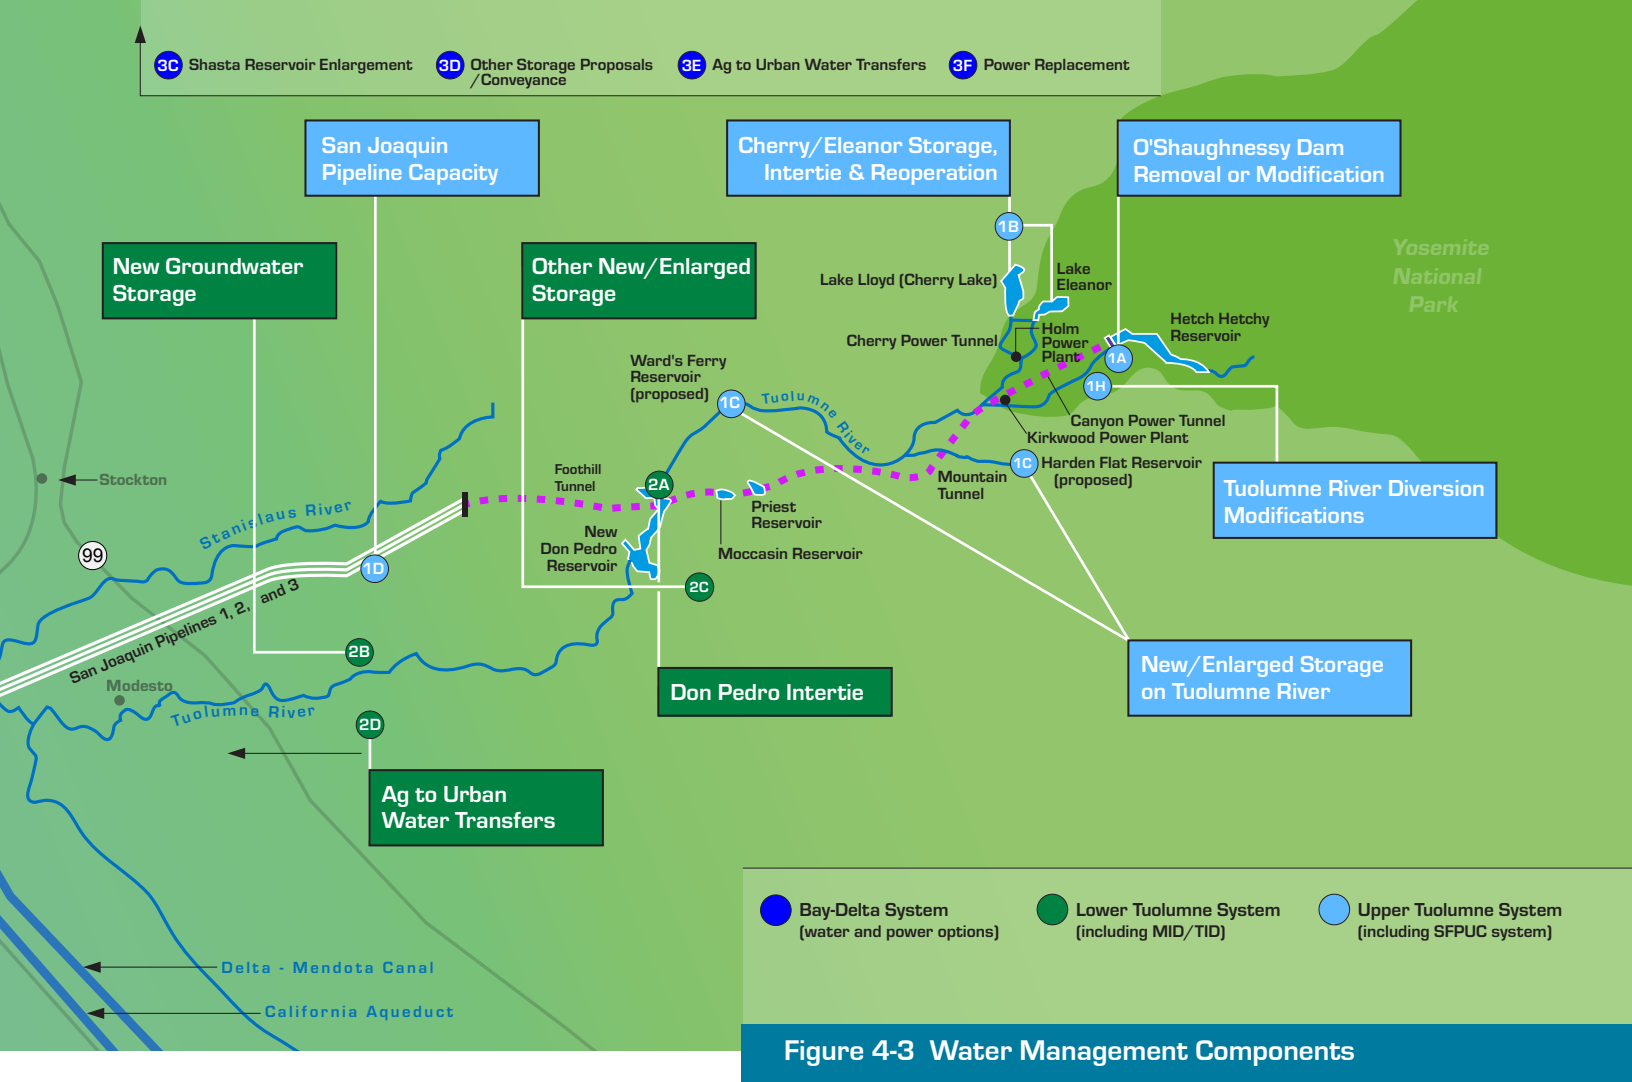 3C Shasta Reservoir Enlargement
3D Other Storage Proposals
/Conveyance
3E Ag to Urban Water Transfers
3F Power Replacement
San Joaquin
Pipeline Capacity
Cherry/Eleanor Storage,
Intertie & Reoperation
O'Shaughnessy Dam
Removal or Modification
1B
Yosemite
National
Park
New Groundwater
Storage
Other New/Enlarged
Storage
Lake Lloyd (Cherry Lake)
Lake
Eleanor
Hetch Hetchy
Reservoir
Cherry Power Tunnel
Holm
Power
Plant
1A
1H
Ward's Ferry
Reservoir
(proposed)
1C
Tuolumne River
Canyon Power Tunnel
Kirkwood Power Plant
1C
Harden Flat Reservoir
(proposed)
Mountain
Tunnel
Foothill
Tunnel
2A
Priest
Reservoir
Moccasin Reservoir
New
Don Pedro
Reservoir
2C
Tuolumne River Diversion
Modifications
Stockton
Stanislaus River
99
1D
San Joaquin Pipelines 1, 2, and 3
2B
Modesto
Tuolumne River
Don Pedro Intertie
New/Enlarged Storage
on Tuolumne River
2D
Ag to Urban
Water Transfers
Bay-Delta System
(water and power options)
Lower Tuolumne System
(including MID/TID)
Upper Tuolumne System
(including SFPUC system)
Delta - Mendota Canal
California Aqueduct
Figure 4-3 Water Management Components